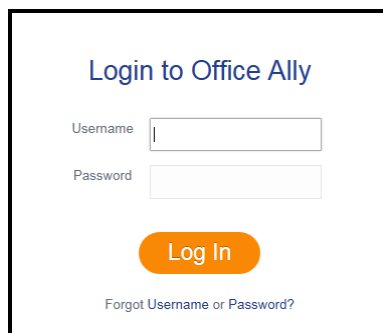 Login to Office Ally
Username
Password
Log In
Forgot Username or Password?